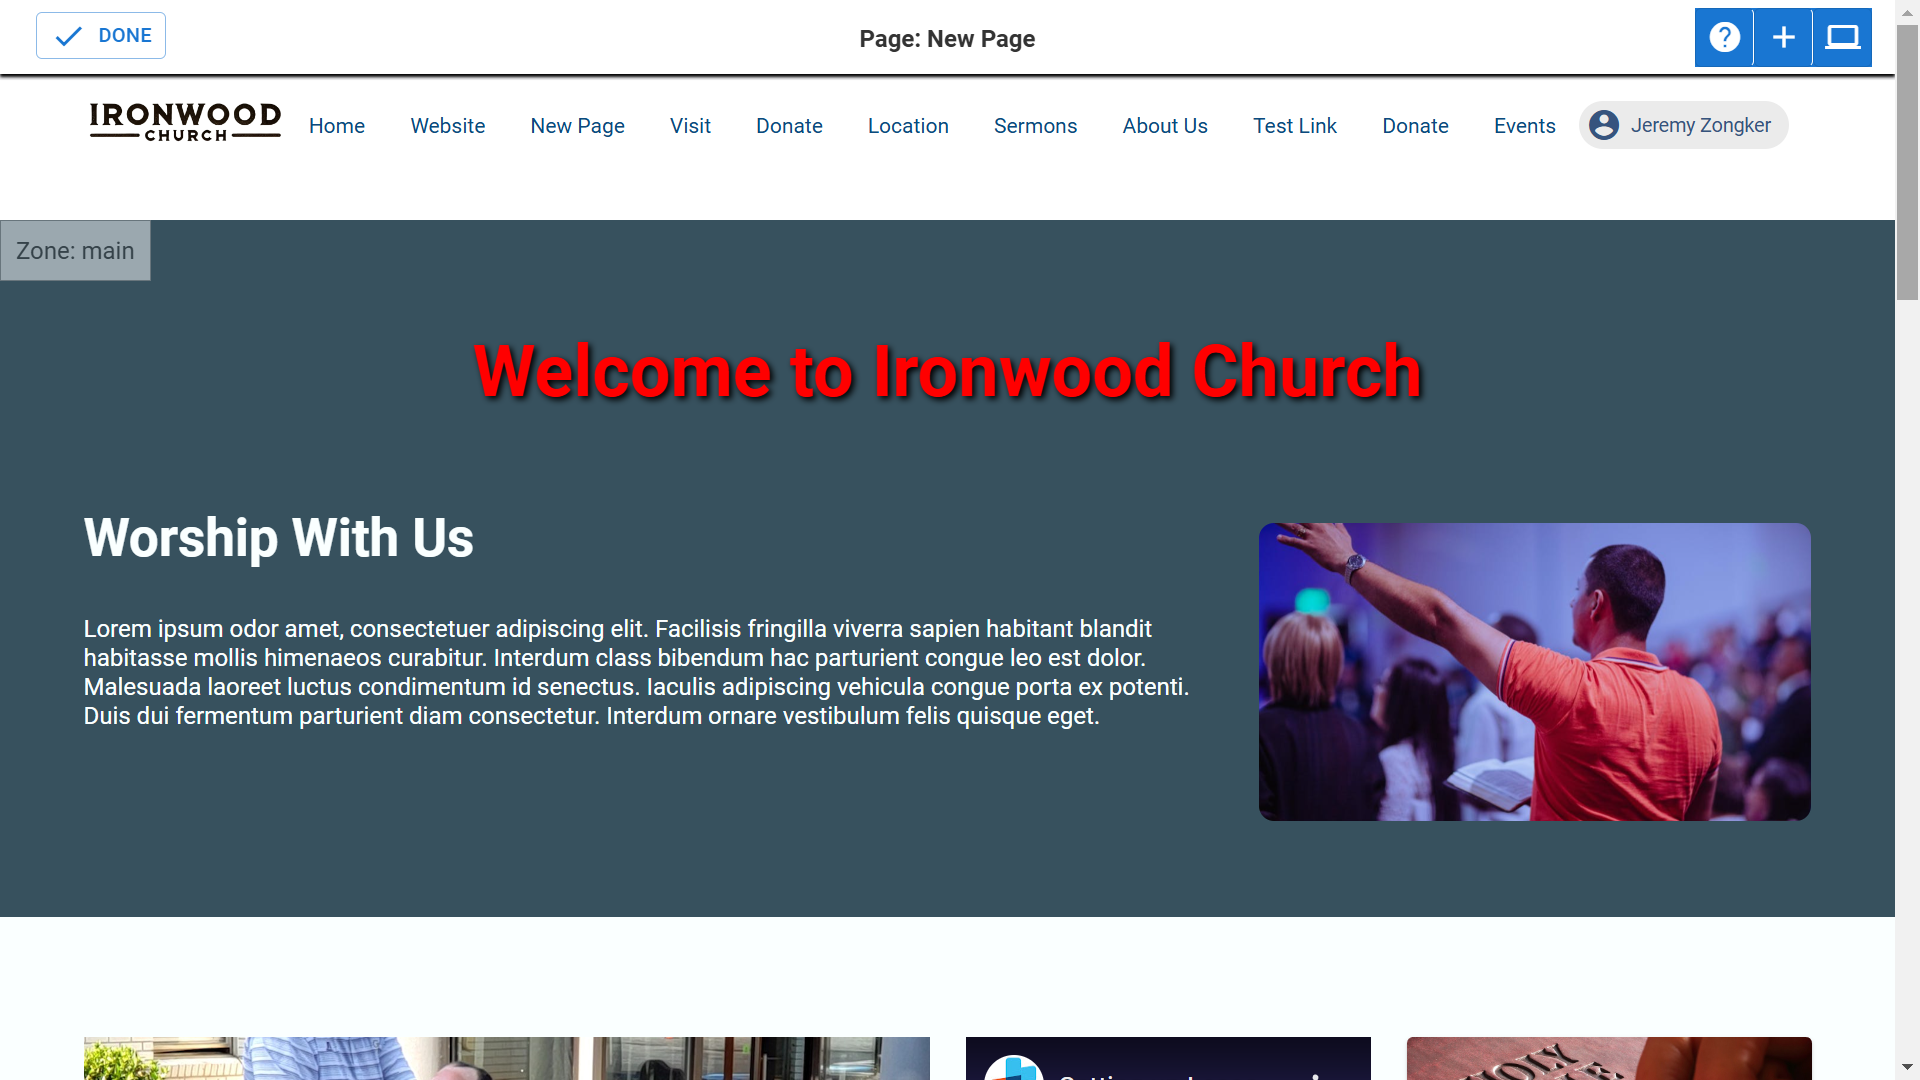 DONE
Page: New Page
IRONWOOD
CHURCH
Home Website New Page Visit Donate Location Sermons About Us Test Link Donate Events Jeremy Zongker
Zone: main
Welcome to Ironwood Church
Worship With Us
Lorem ipsum odor amet, consectetuer adipiscing elit. Facilisis fringilla viverra sapien habitant blandit
habitasse mollis himenaeos curabitur. Interdum class bibendum hac parturient congue leo est dolor.
Malesuada laoreet luctus condimentum id senectus. Iaculis adipiscing vehicula congue porta ex potenti.
Duis dui fermentum parturient diam consectetur. Interdum ornare vestibulum felis quisque eget.
HOLY